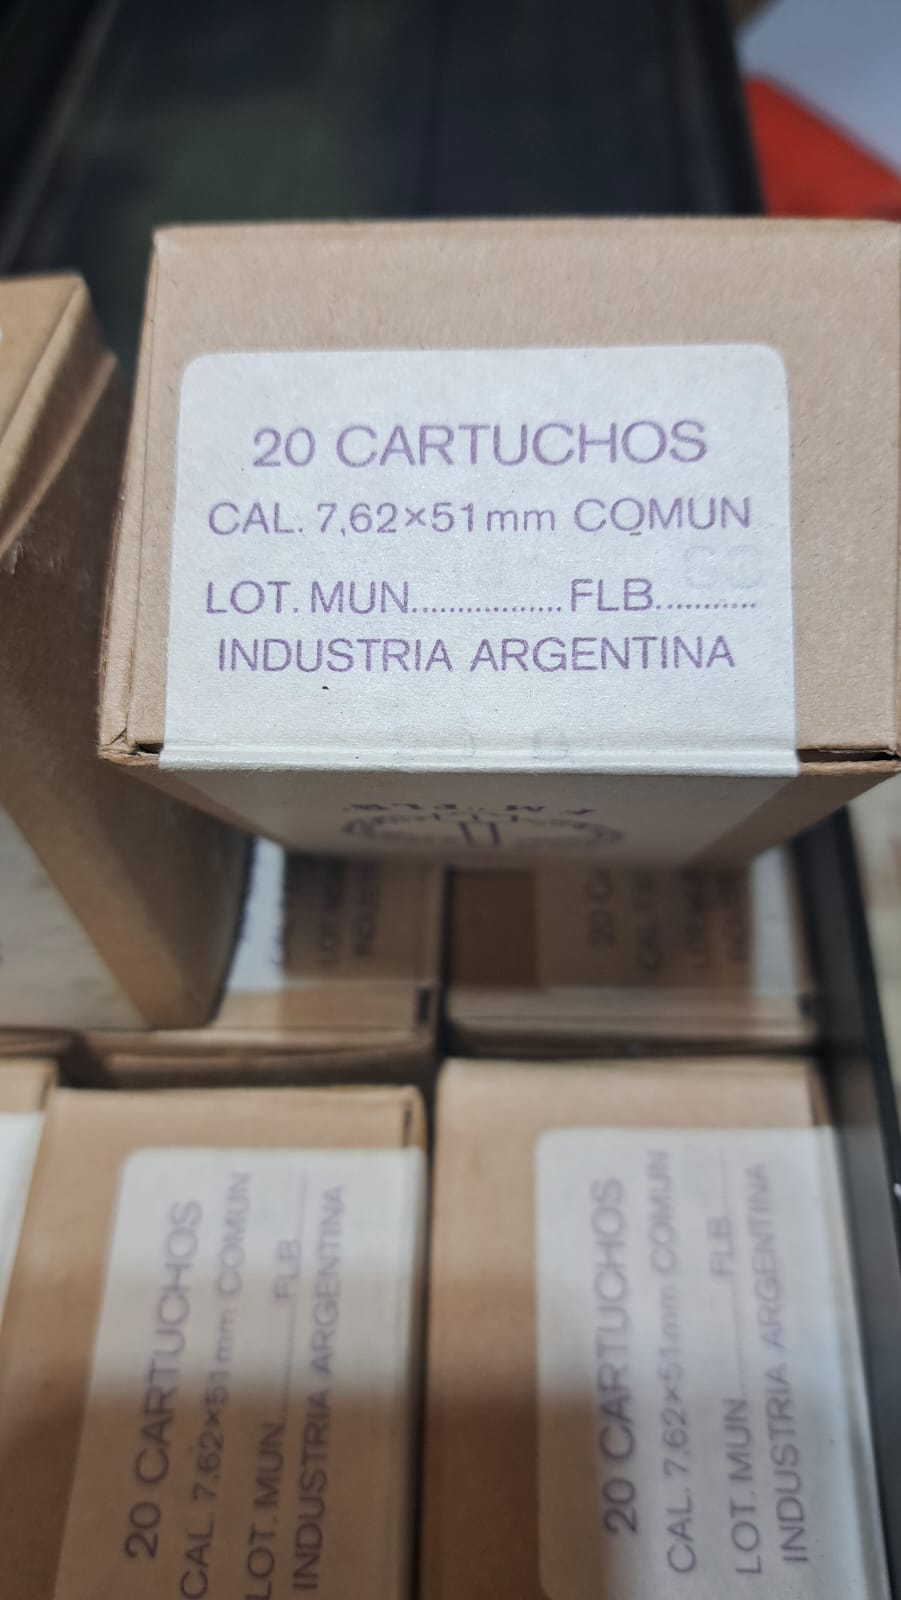 20 CARTUCHOS
CAL. 7,62×51mm COMUN
LOT. MUN.................FLB............
INDUSTRIA ARGENTINA
20 CARTUCHOS
CAL. 7,62×51mm COMUN
LOT. MUN.................FLB............
INDUSTRIA ARGENTINA
20 CARTUCHOS
CAL. 7,62×51mm COMUN
LOT. MUN.................FLB............
INDUSTRIA ARGENTINA